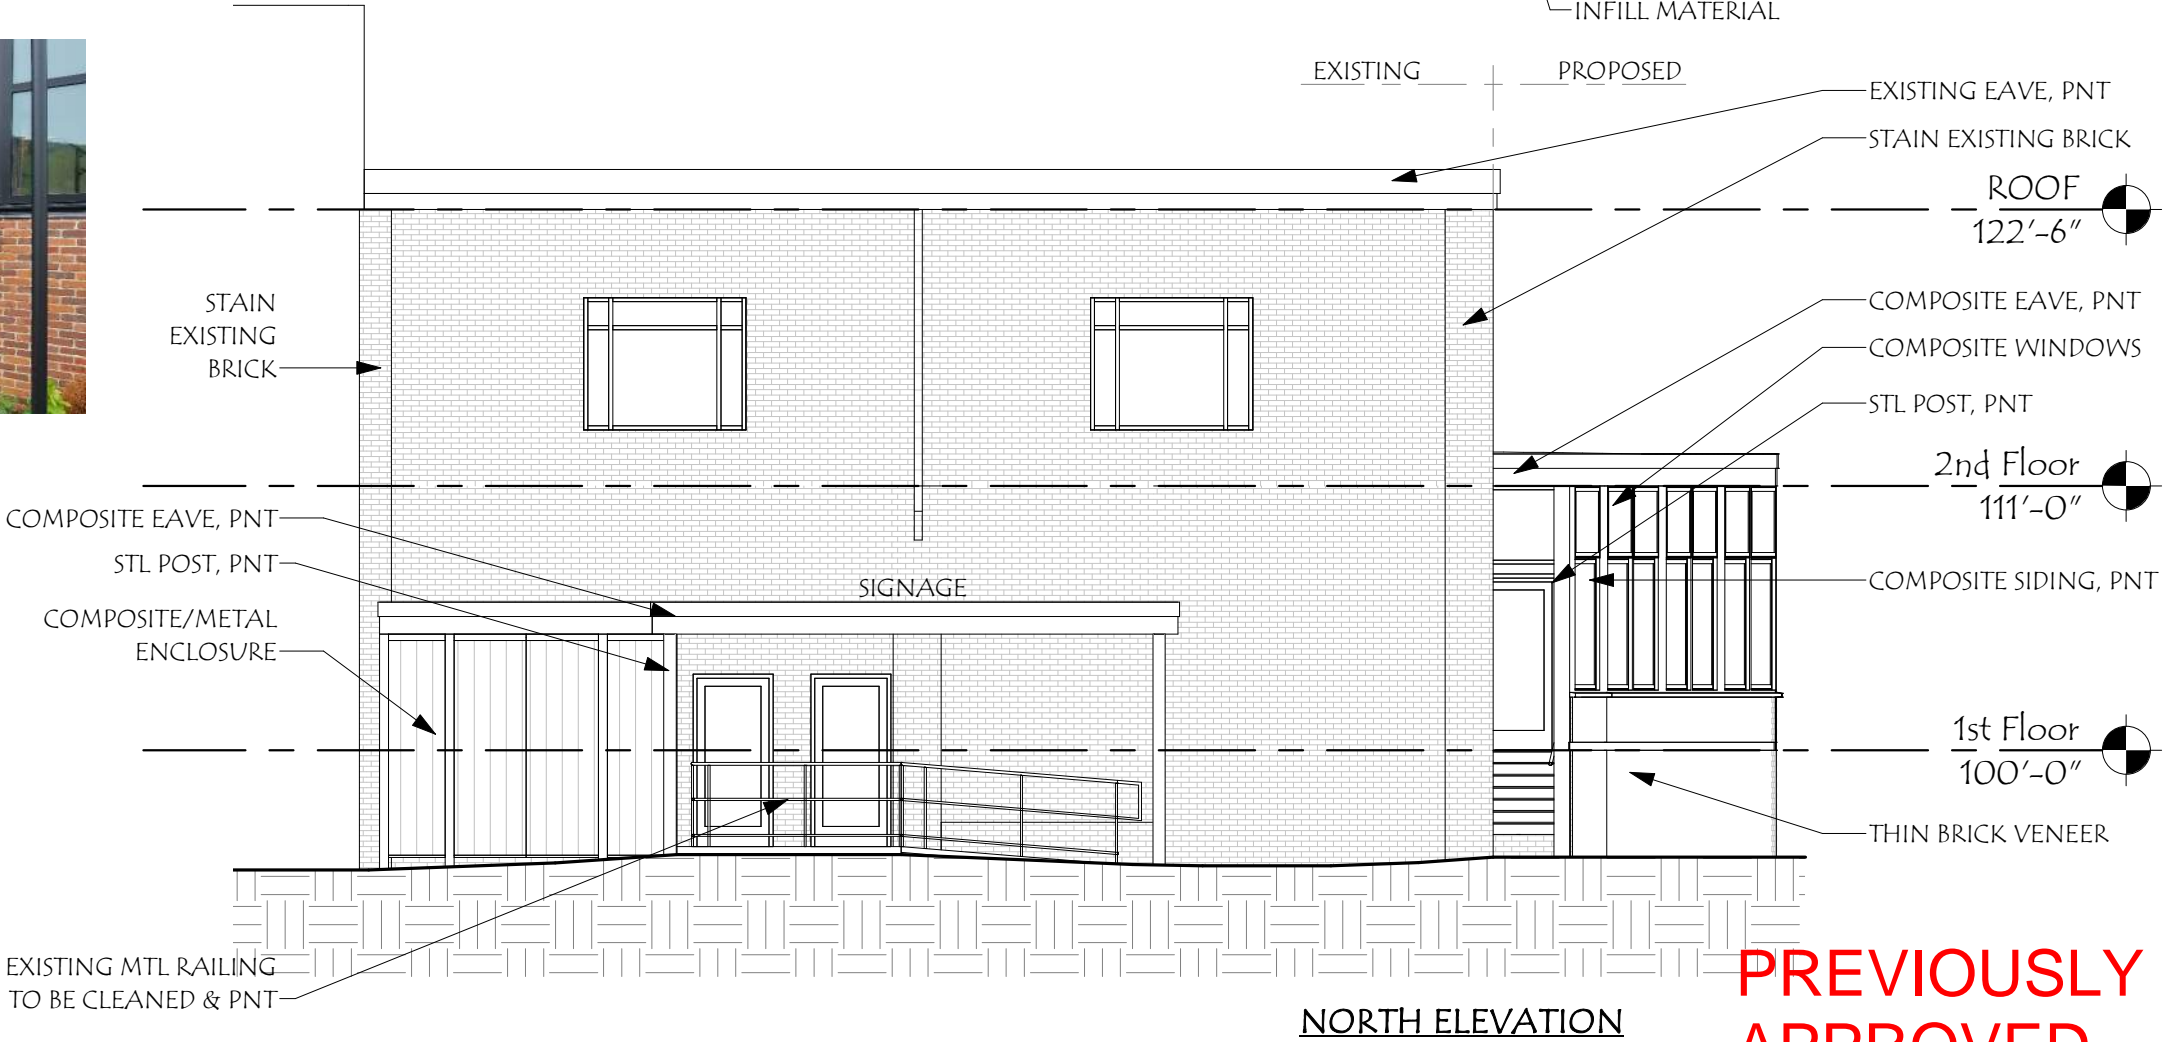 INFILL MATERIAL
EXISTING
PROPOSED
EXISTING EAVE, PNT
STAIN EXISTING BRICK
ROOF
122'-6"
STAIN
EXISTING
BRICK
COMPOSITE EAVE, PNT
COMPOSITE WINDOWS
STL POST, PNT
2nd Floor
111'-0"
COMPOSITE EAVE, PNT
STL POST, PNT
COMPOSITE/METAL
ENCLOSURE
SIGNAGE
COMPOSITE SIDING, PNT
1st Floor
100'-0"
THIN BRICK VENEER
EXISTING MTL RAILING
TO BE CLEANED & PNT
NORTH ELEVATION
PREVIOUSLY
APPROVED